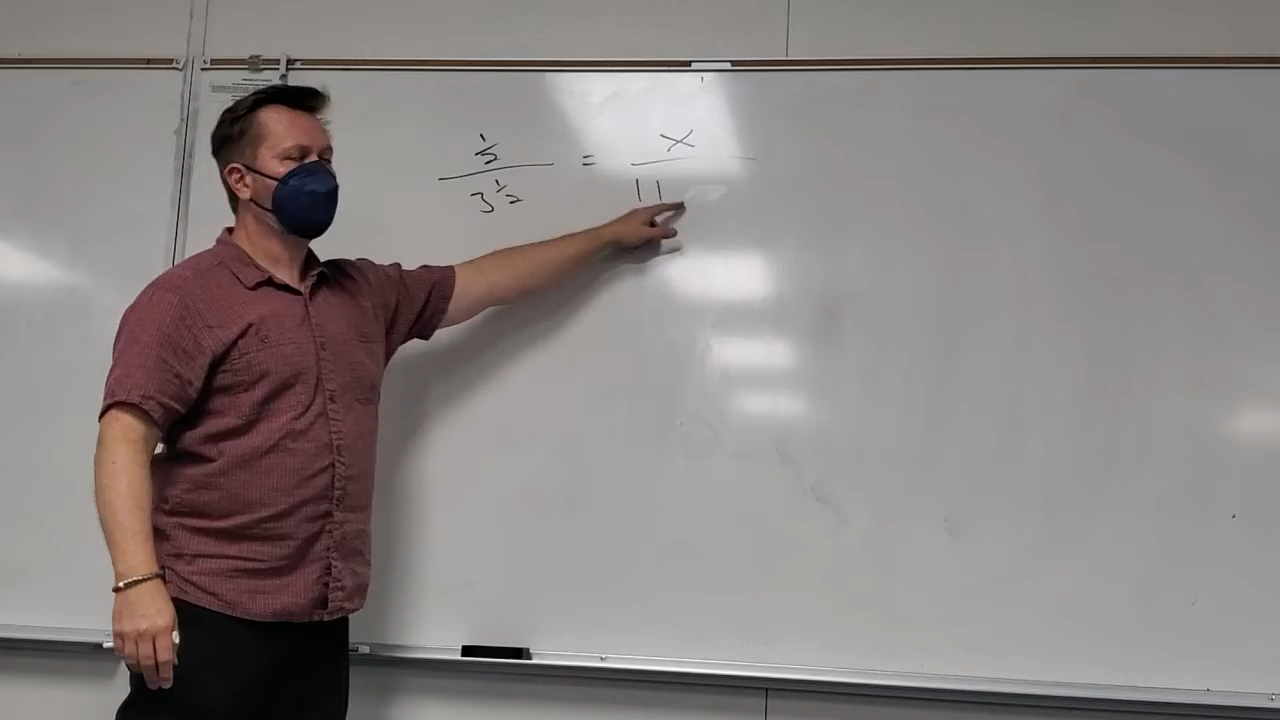 1/2 = x
3 1/2 11